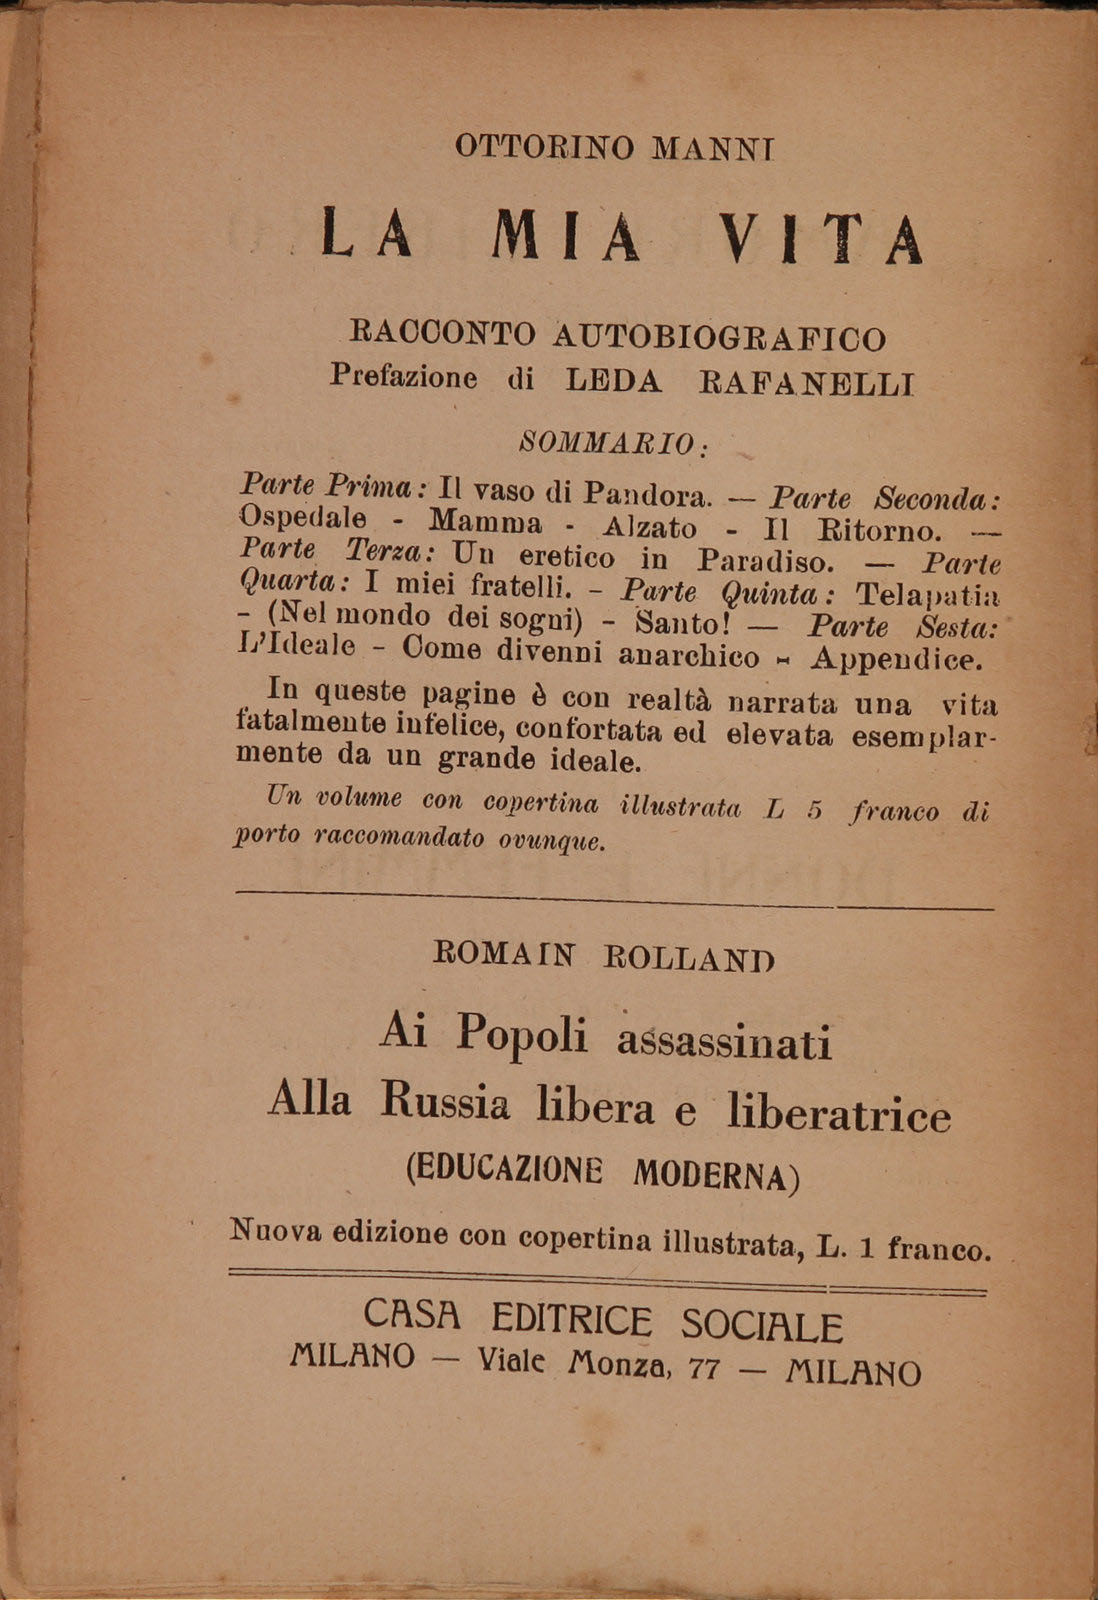 OTTORINO MANNI
LA MIA VITA
RACCONTO AUTOBIOGRAFICO
Prefazione di LEDA RAFANELLI
SOMMARIO:
Parte Prima: Il vaso di Pandora. — Parte Seconda:
Ospedale - Mamma - Alzato - Il Ritorno. —
Parte Terza: Un eretico in Paradiso. — Parte
Quarta: I miei fratelli. - Parte Quinta: Telapatia
- (Nel mondo dei sogni) - Santo! — Parte Sesta:
L'Ideale - Come divenni anarchico - Appendice.
In queste pagine è con realtà narrata una vita
fatalmente infelice, confortata ed elevata esemplar-
mente da un grande ideale.
Un volume con copertina illustrata L 5 franco di
porto raccomandato ovunque.
ROMAIN ROLLAND
Ai Popoli assassinati
Alla Russia libera e liberatrice
(EDUCAZIONE MODERNA)
Nuova edizione con copertina illustrata, L. 1 franco.
CASA EDITRICE SOCIALE
MILANO — Viale Monza, 77 — MILANO